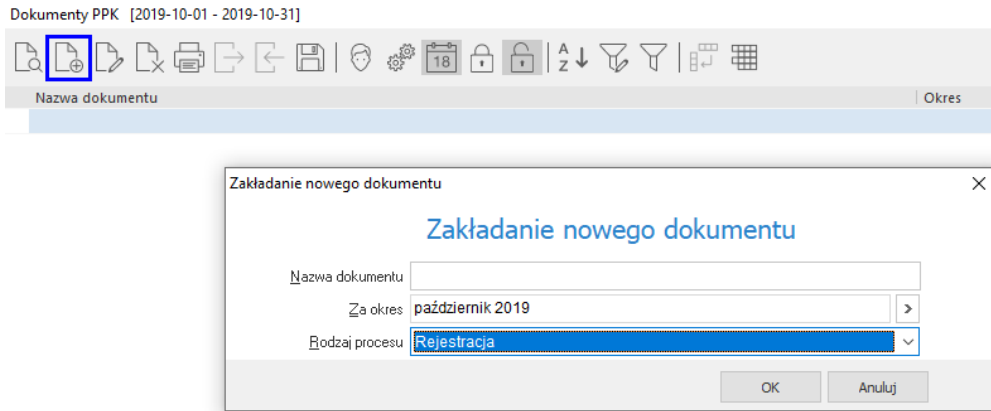 Dokumenty PPK [2019-10-01 - 2019-10-31]
18 A Z
Nazwa dokumentu Okres
Zakładanie nowego dokumentu
Zakładanie nowego dokumentu
Nazwa dokumentu
Za okres październik 2019
Rodzaj procesu Rejestracja
OK Anuluj